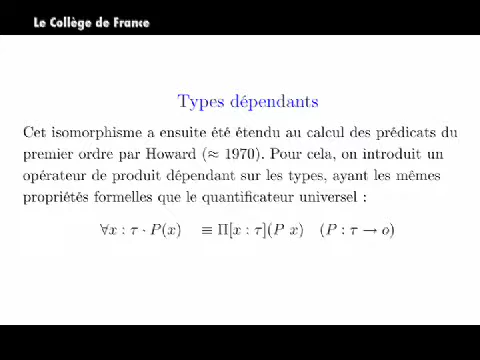 Le Collège de France
Types dépendants
Cet isomorphisme a ensuite été étendu au calcul des prédicats du
premier ordre par Howard (≈ 1970). Pour cela, on introduit un
opérateur de produit dépendant sur les types, ayant les mêmes
propriétés formelles que le quantificateur universel :
∀x : τ · P(x) ≡ Π[x : τ](P x) (P : τ → o)